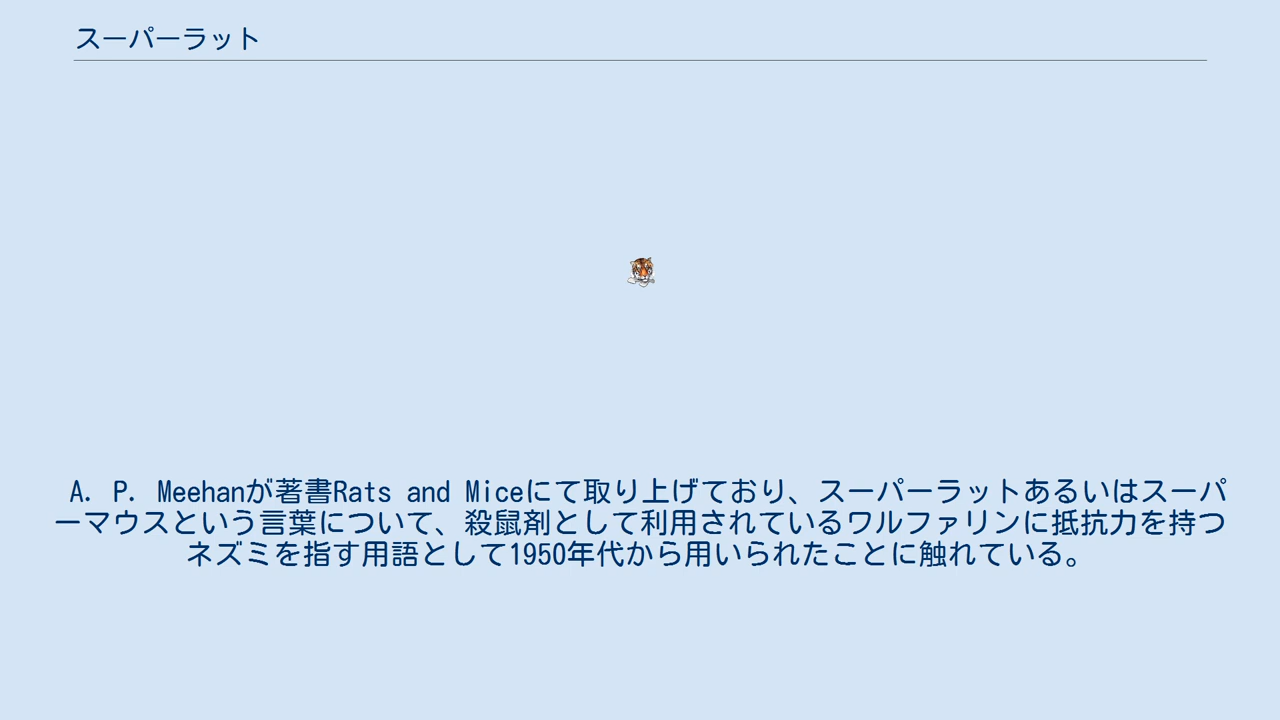 スーパーラット
A. P. Meehanが著書Rats and Miceにて取り上げており、スーパーラットあるいはスーパ
ーマウスという言葉について、殺鼠剤として利用されているワルファリンに抵抗力を持つ
ネズミを指す用語として1950年代から用いられたことに触れている。